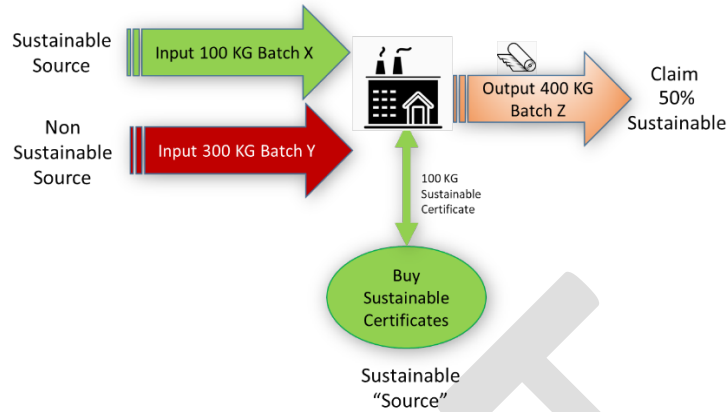 Sustainable
Source
Input 100 KG Batch X
Non
Sustainable
Source
Input 300 KG Batch Y
Output 400 KG
Batch Z
Claim
50%
Sustainable
100 KG
Sustainable
Certificate
Buy
Sustainable
Certificates
Sustainable
“Source”